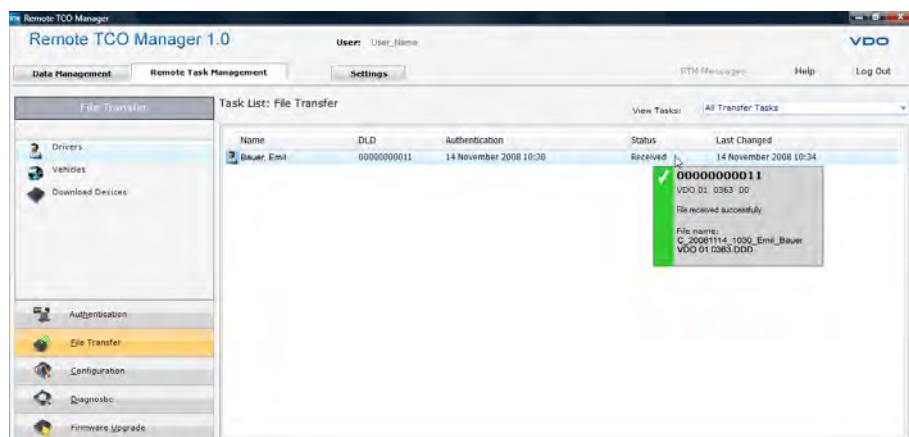 Remote TCO Manager
Remote TCO Manager 1.0
User: User_Name
VDO
Data Management
Remote Task Management
Settings
RTM Messages
Help
Log Out
File Transfer
Task List: File Transfer
View Tasks:
All Transfer Tasks
Drivers
Vehicles
Download Devices
Name DLD Authentication Status Last Changed
Bauer, Emil 00000000011 14 November 2008 10:30 Received 14 November 2008 10:34
00000000011
VDO 01 0363 00
File received successfully
File name:
C_20081114_1030_Emil_Bauer
VDO 01 0363 DDD
Authentication
File Transfer
Configuration
Diagnostic
Firmware Upgrade